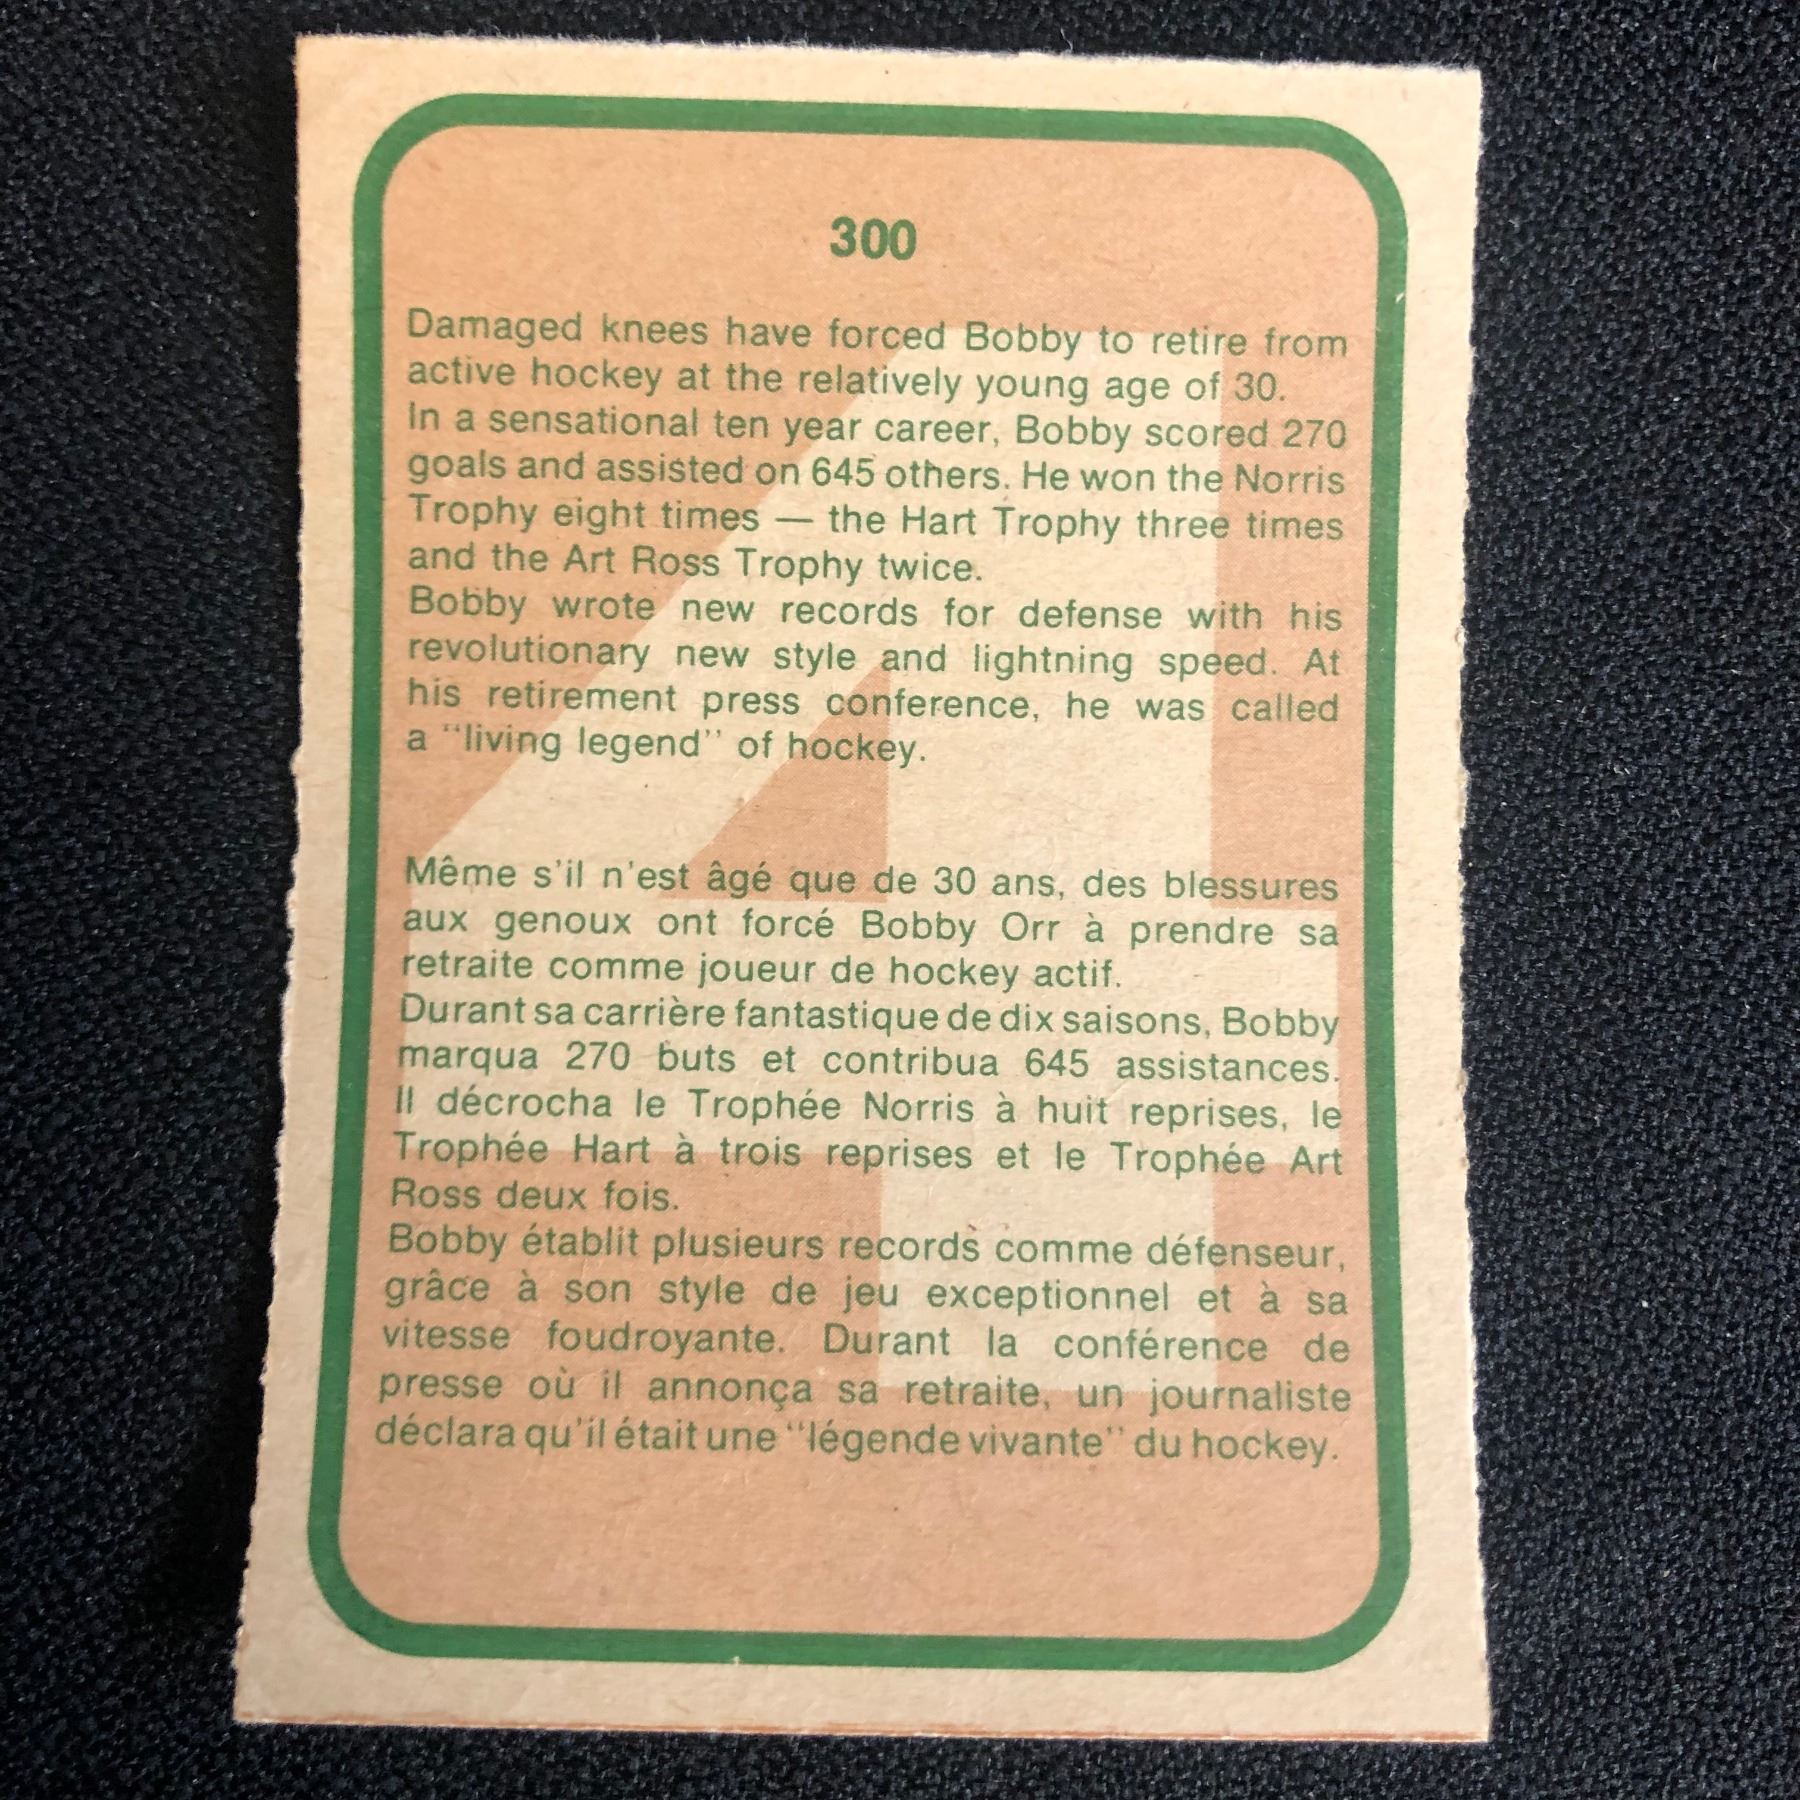 300
Damaged knees have forced Bobby to retire from
active hockey at the relatively young age of 30.
In a sensational ten year career, Bobby scored 270
goals and assisted on 645 others. He won the Norris
Trophy eight times — the Hart Trophy three times
and the Art Ross Trophy twice.
Bobby wrote new records for defense with his
revolutionary new style and lightning speed. At
his retirement press conference, he was called
a "living legend" of hockey.
Même s'il n'est âgé que de 30 ans, des blessures
aux genoux ont forcé Bobby Orr à prendre sa
retraite comme joueur de hockey actif.
Durant sa carrière fantastique de dix saisons, Bobby
marqua 270 buts et contribua 645 assistances.
Il décrocha le Trophée Norris à huit reprises, le
Trophée Hart à trois reprises et le Trophée Art
Ross deux fois.
Bobby établit plusieurs records comme défenseur,
grâce à son style de jeu exceptionnel et à sa
vitesse foudroyante. Durant la conférence de
presse où il annonça sa retraite, un journaliste
déclara qu'il était une "légende vivante" du hockey.
4